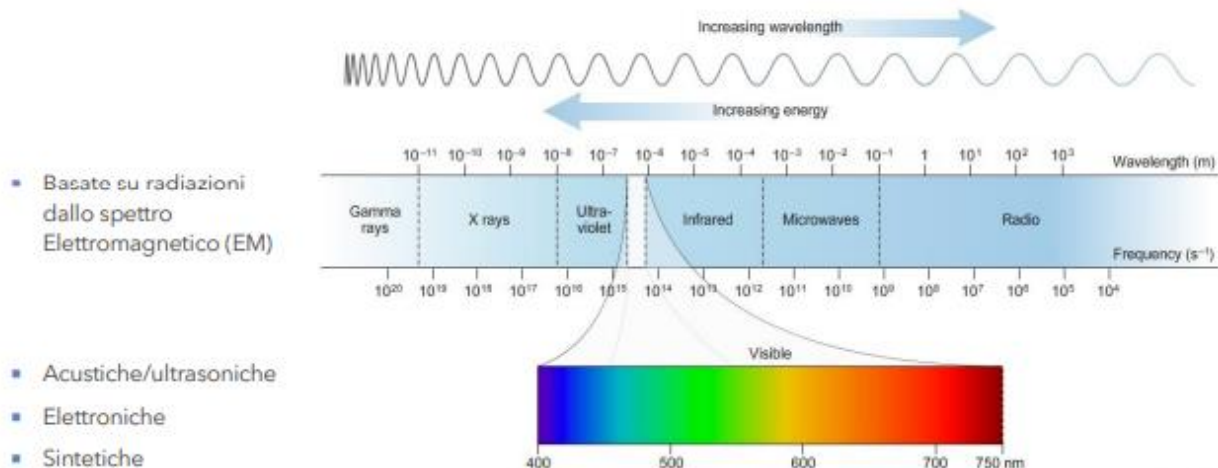 Increasing wavelength
Increasing energy
10⁻¹¹ 10⁻¹⁰ 10⁻⁹ 10⁻⁸ 10⁻⁷ 10⁻⁶ 10⁻⁵ 10⁻⁴ 10⁻³ 10⁻² 10⁻¹ 1 10¹ 10² 10³ Wavelength (m)
▪ Basate su radiazioni
dallo spettro
Elettromagnetico (EM)
Gamma
rays
X rays
Ultra-
violet
Infrared
Microwaves
Radio
Frequency (s⁻¹)
10²⁰ 10¹⁹ 10¹⁸ 10¹⁷ 10¹⁶ 10¹⁵ 10¹⁴ 10¹³ 10¹² 10¹¹ 10¹⁰ 10⁹ 10⁸ 10⁷ 10⁶ 10⁵ 10⁴
Visible
▪ Acustiche/ultrasoniche
▪ Elettroniche
▪ Sintetiche
400 500 600 700 750 nm